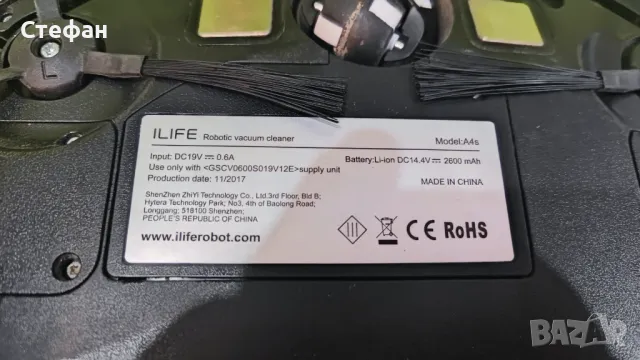 Стефан
L
ILIFE Robotic vacuum cleaner Model:A4s
Input: DC19V ⎓ 0.6A Battery:Li-ion DC14.4V ⎓ 2600 mAh
Use only with <GSCV0600S019V12E>supply unit
Production date: 11/2017 MADE IN CHINA
ShenZhen ZhiYi Technology Co., Ltd.3rd Floor, Bld B;
Hytera Technology Park; No3, 4th of Baolong Road;
Longgang; 518100 Shenzhen;
PEOPLE'S REPUBLIC OF CHINA
www.iliferobot.com CE RoHS
BAZAR
.bg